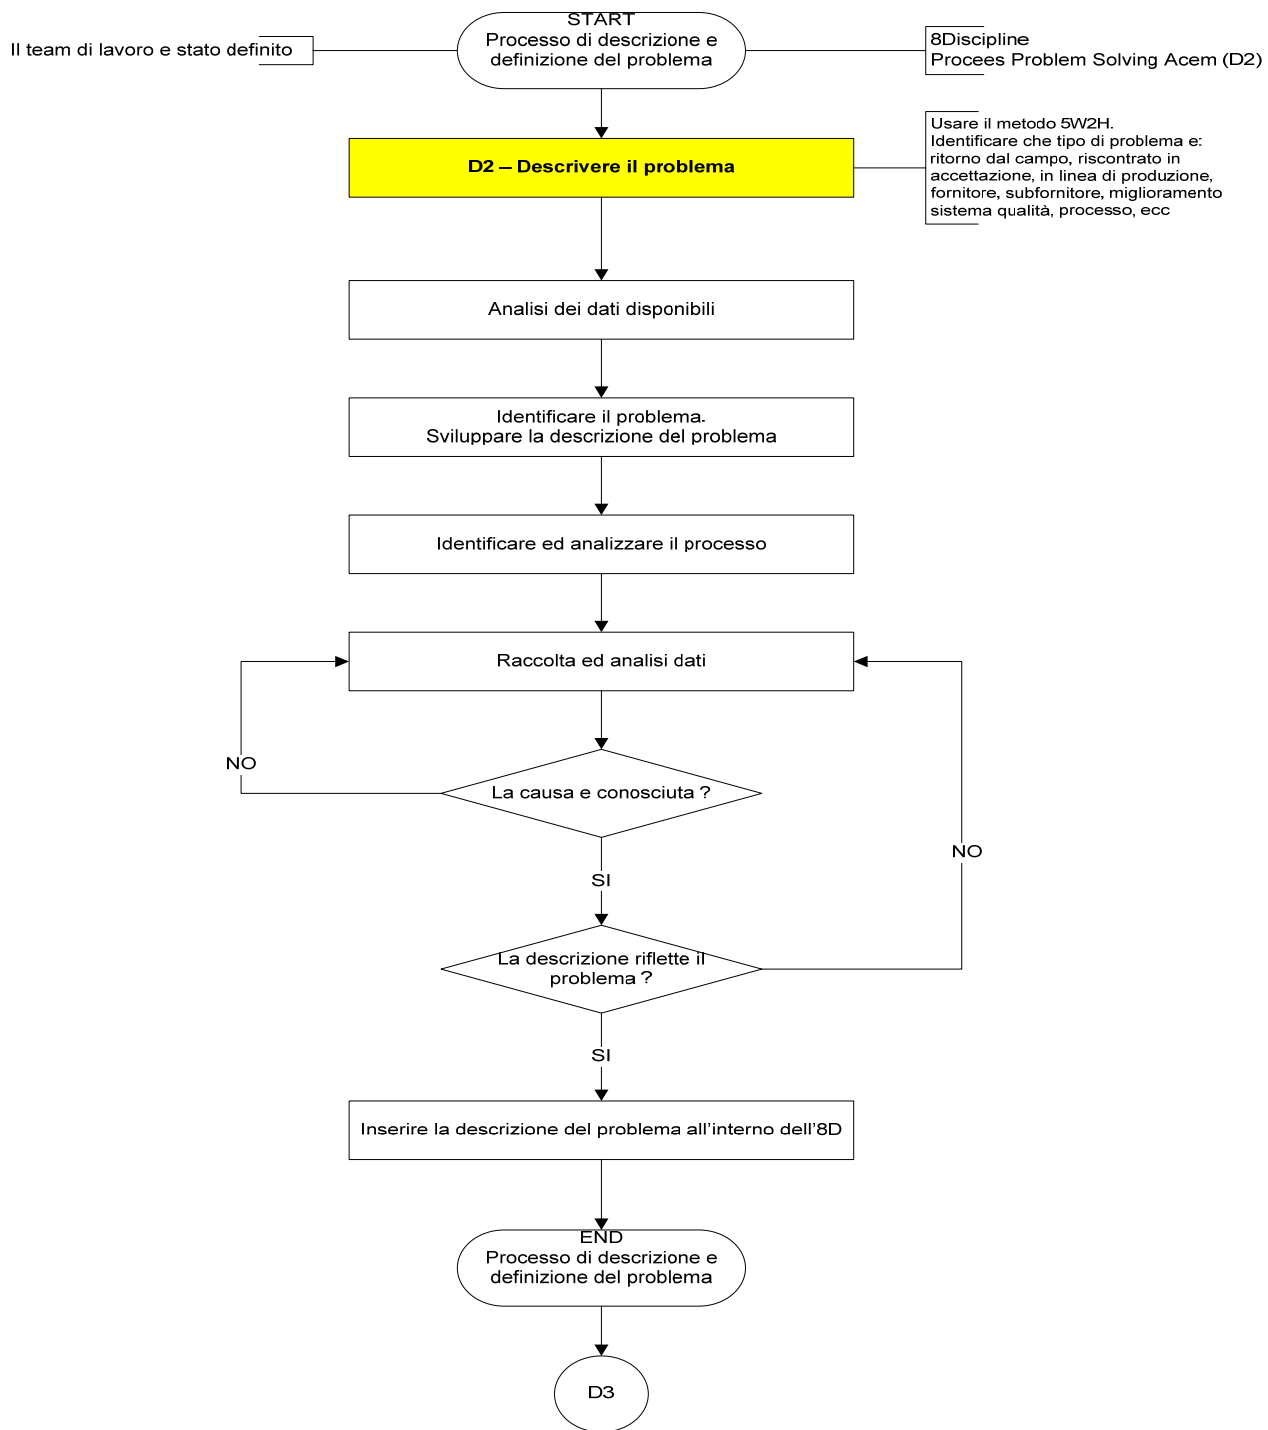 START
Processo di descrizione e
definizione del problema
Il team di lavoro e stato definito
8Discipline
Procees Problem Solving Acem (D2)
D2 – Descrivere il problema
Usare il metodo 5W2H.
Identificare che tipo di problema e:
ritorno dal campo, riscontrato in
accettazione, in linea di produzione,
fornitore, subfornitore, miglioramento
sistema qualità, processo, ecc
Analisi dei dati disponibili
Identificare il problema.
Sviluppare la descrizione del problema
Identificare ed analizzare il processo
Raccolta ed analisi dati
NO
La causa e conosciuta ?
NO
SI
La descrizione riflette il
problema ?
SI
Inserire la descrizione del problema all'interno dell'8D
END
Processo di descrizione e
definizione del problema
D3